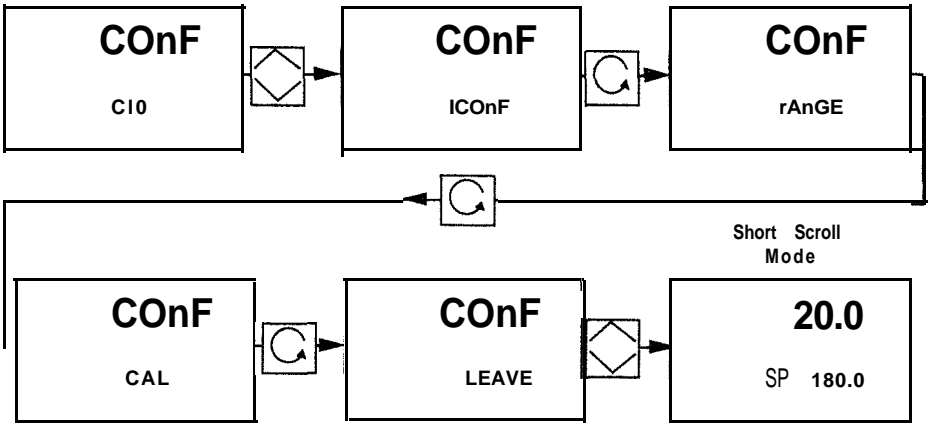 COnF
CI0
COnF
ICOnF
COnF
rAnGE
Short Scroll
Mode
COnF
CAL
COnF
LEAVE
20.0
SP 180.0